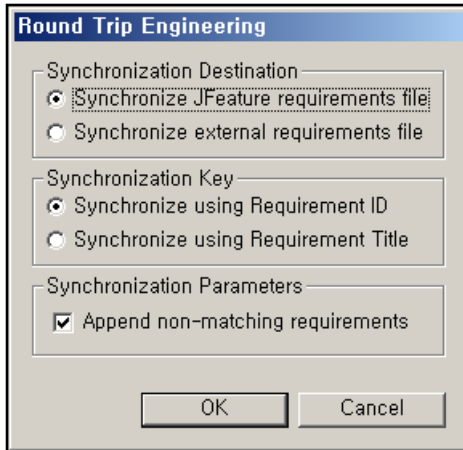 Round Trip Engineering
Synchronization Destination
Synchronize JFeature requirements file
Synchronize external requirements file
Synchronization Key
Synchronize using Requirement ID
Synchronize using Requirement Title
Synchronization Parameters
Append non-matching requirements
OK Cancel